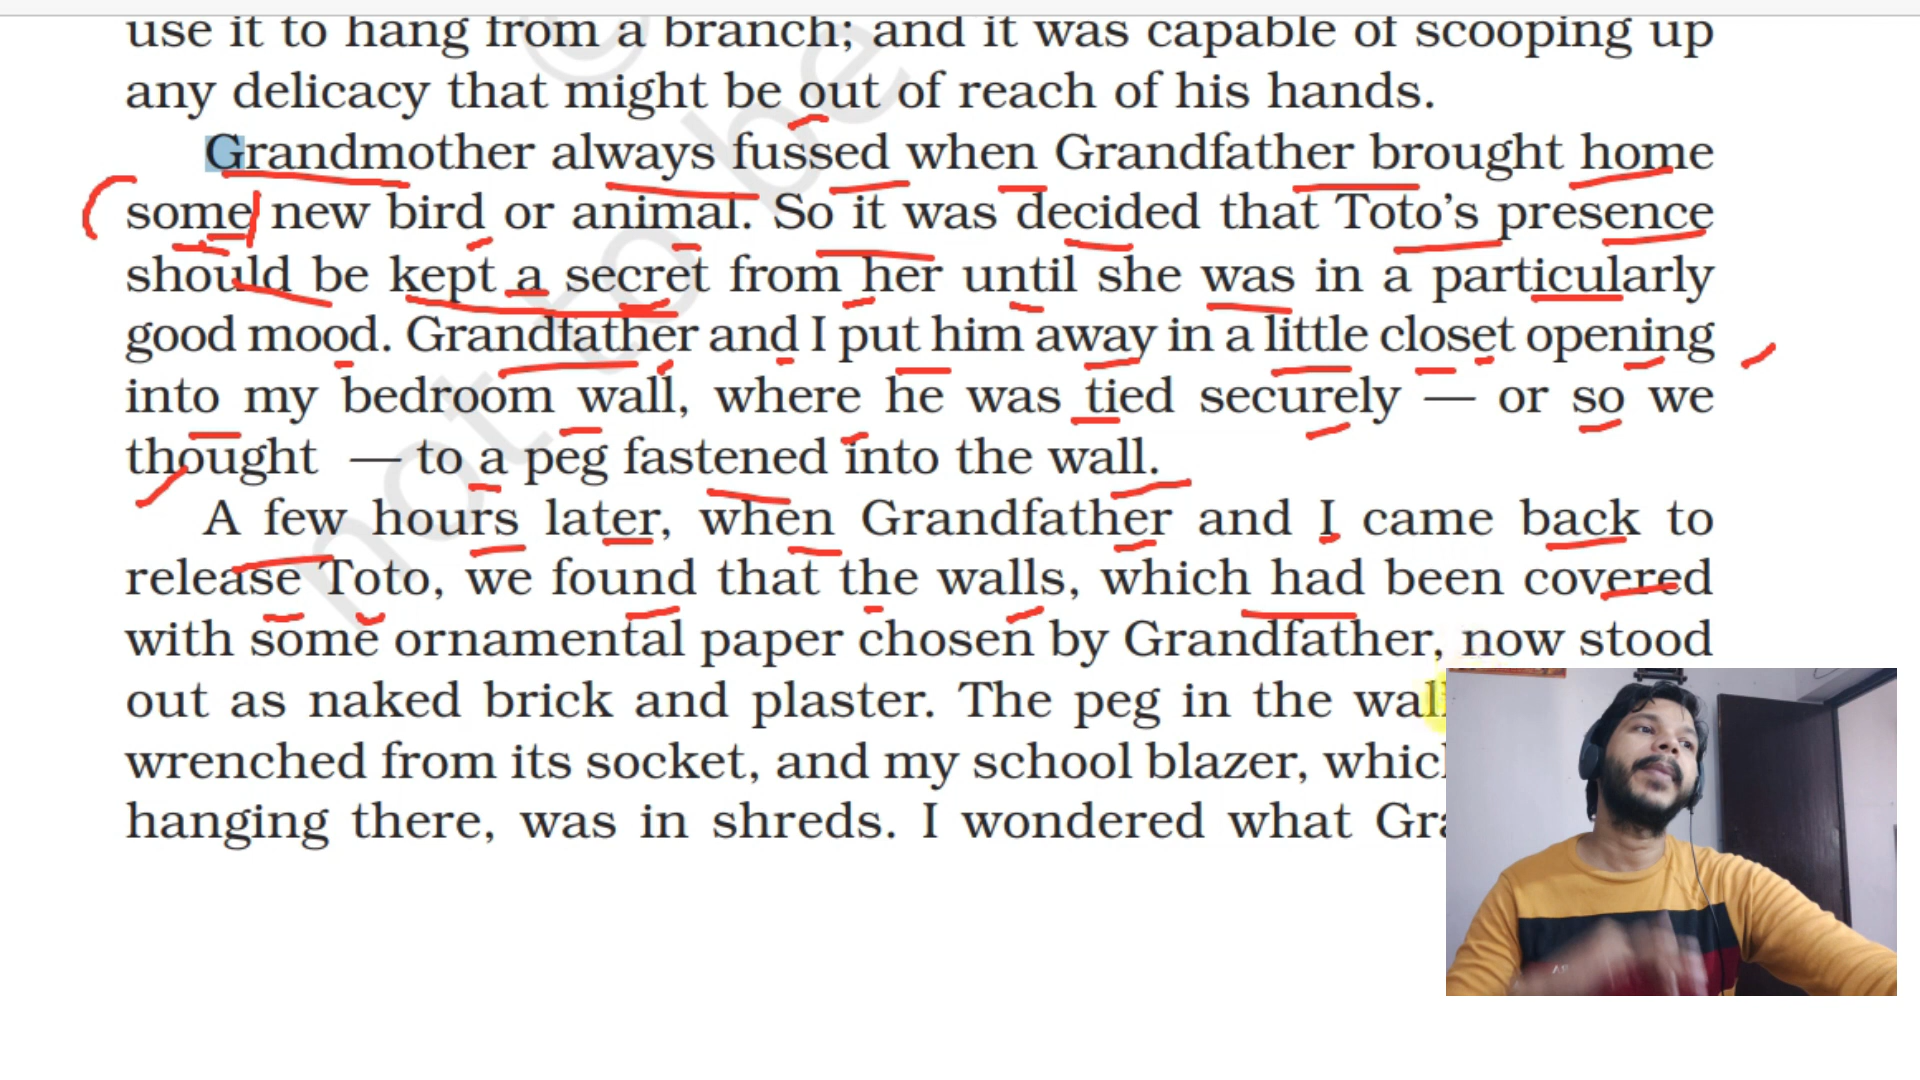 use it to hang from a branch; and it was capable of scooping up
any delicacy that might be out of reach of his hands.
Grandmother always fussed when Grandfather brought home
some new bird or animal. So it was decided that Toto's presence
should be kept a secret from her until she was in a particularly
good mood. Grandfather and I put him away in a little closet opening
into my bedroom wall, where he was tied securely — or so we
thought — to a peg fastened into the wall.
A few hours later, when Grandfather and I came back to
release Toto, we found that the walls, which had been covered
with some ornamental paper chosen by Grandfather, now stood
out as naked brick and plaster. The peg in the
wrenched from its socket, and my school blazer,
hanging there, was in shreds. I wondered what
not to be